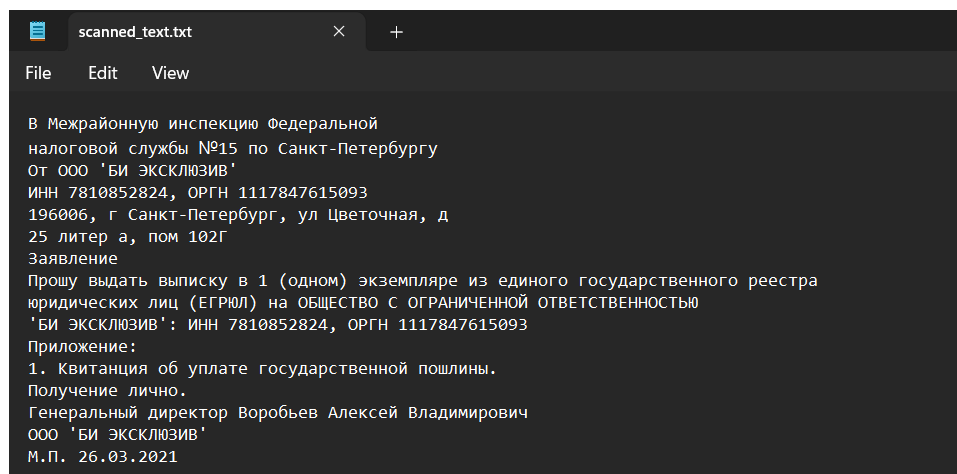 scanned_text.txt
File Edit View
В Межрайонную инспекцию Федеральной
налоговой службы №15 по Санкт-Петербургу
От ООО 'БИ ЭКСКЛЮЗИВ'
ИНН 7810852824, ОРГН 1117847615093
196006, г Санкт-Петербург, ул Цветочная, д
25 литер а, пом 102Г
Заявление
Прошу выдать выписку в 1 (одном) экземпляре из единого государственного реестра
юридических лиц (ЕГРЮЛ) на ОБЩЕСТВО С ОГРАНИЧЕННОЙ ОТВЕТСТВЕННОСТЬЮ
'БИ ЭКСКЛЮЗИВ': ИНН 7810852824, ОРГН 1117847615093
Приложение:
1. Квитанция об уплате государственной пошлины.
Получение лично.
Генеральный директор Воробьев Алексей Владимирович
ООО 'БИ ЭКСКЛЮЗИВ'
М.П. 26.03.2021